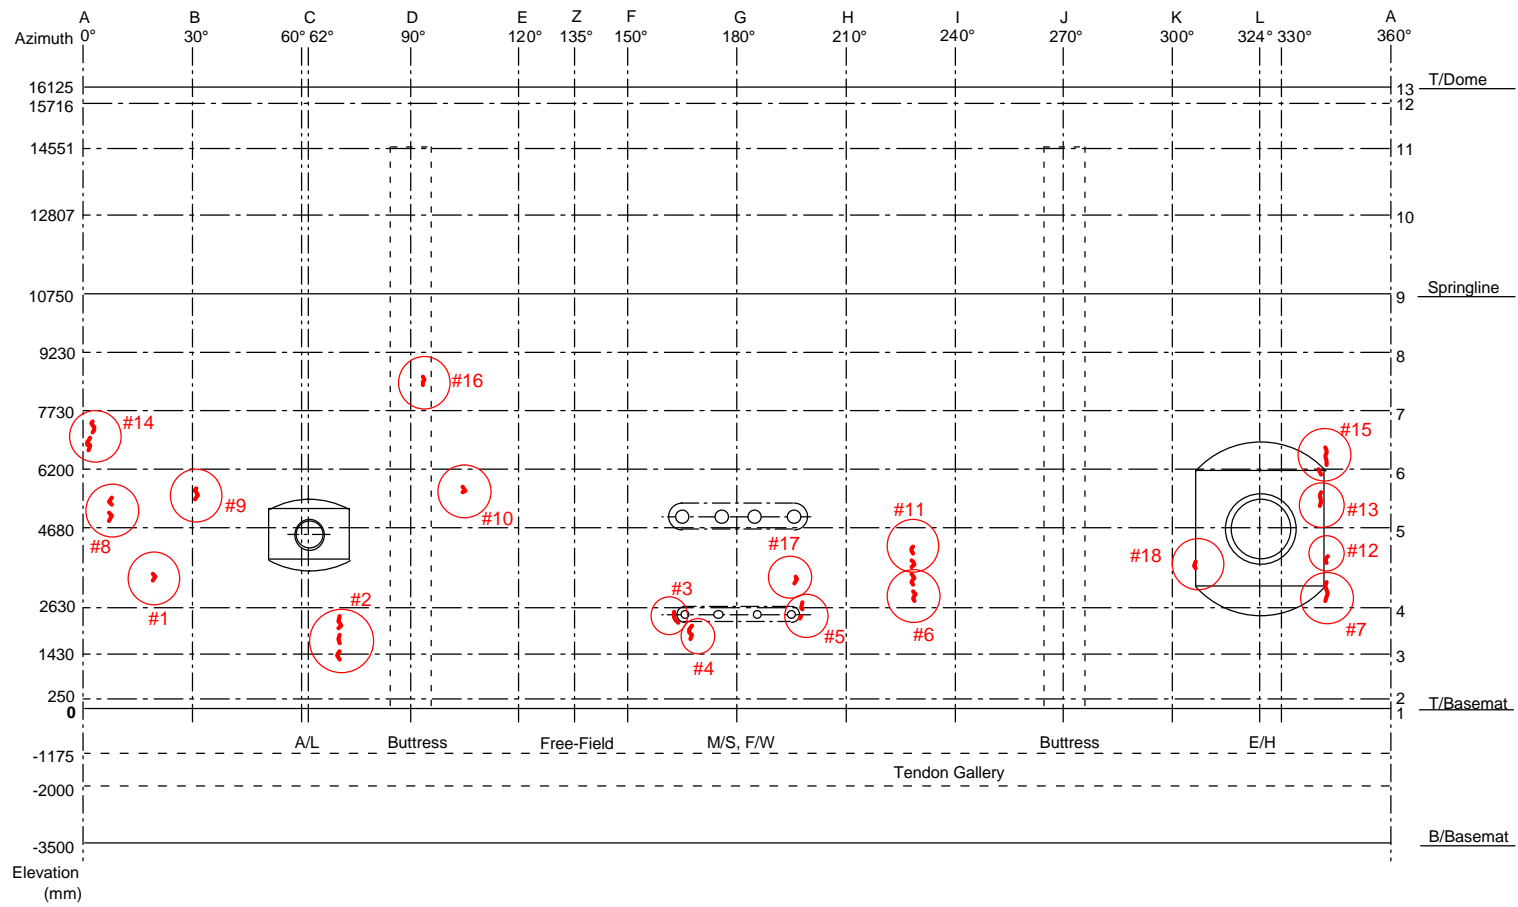 A B C D E Z F G H I J K L A
Azimuth 0° 30° 60° 62° 90° 120° 135° 150° 180° 210° 240° 270° 300° 324° 330° 360°
16125 13 T/Dome
15716 12
14551 11
12807 10
10750 9 Springline
9230 8
#16
7730 7
#14 #15
6200 6
#9 #10 #13
#8 #11
4680 5
#17 #18 #12
#1 #2 #3
2630 4
#5 #6 #7
#4
1430 3
250 2 T/Basemat
0 1
A/L Buttress Free-Field M/S, F/W Buttress E/H
-1175
Tendon Gallery
-2000
-3500 B/Basemat
Elevation
(mm)